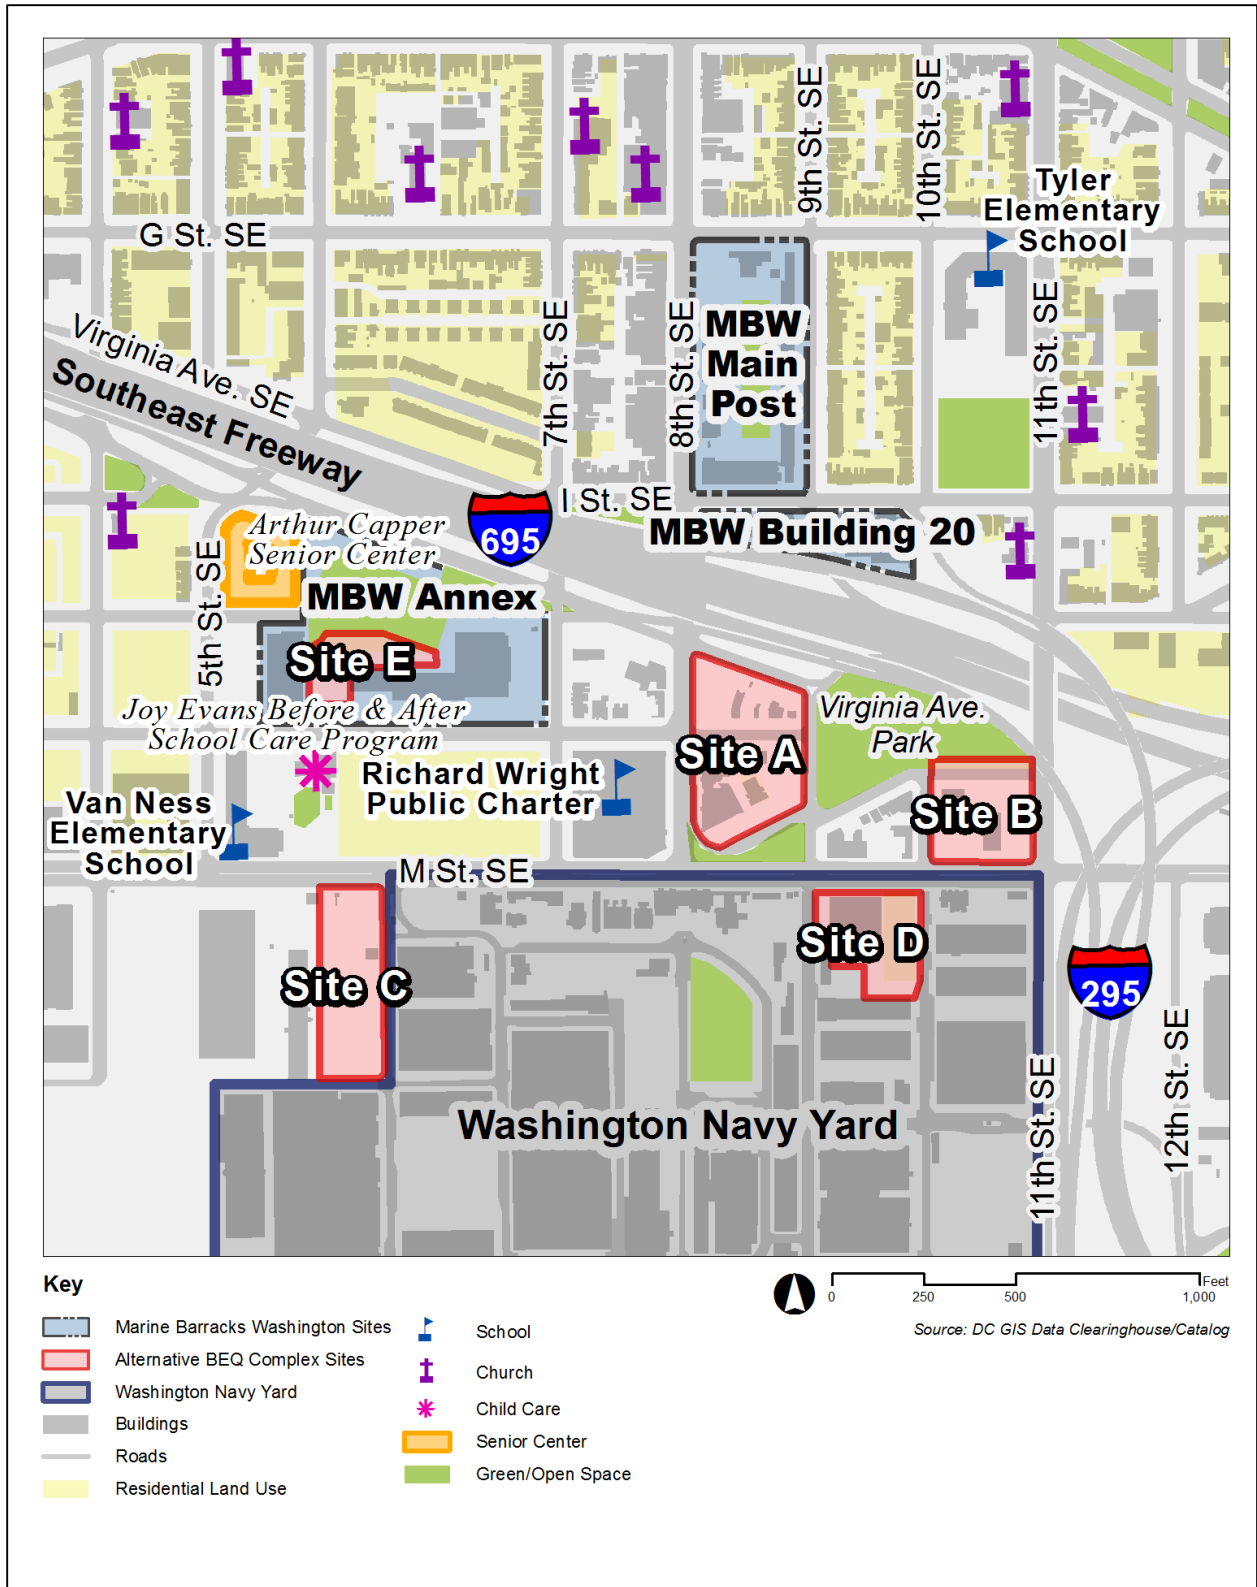 9th St. SE
10th St. SE
Tyler
Elementary
School
G St. SE
Virginia Ave. SE
Southeast Freeway
7th St. SE
8th St. SE
MBW
Main
Post
11th St. SE
I St. SE
695
MBW Building 20
Arthur Capper
Senior Center
5th St. SE
MBW Annex
Site E
Joy Evans Before & After
School Care Program
Virginia Ave.
Park
Site A
Richard Wright
Public Charter
Van Ness
Elementary
School
Site B
M St. SE
Site D
Site C
295
Washington Navy Yard
11th St. SE
12th St. SE
Key
Marine Barracks Washington Sites
Alternative BEQ Complex Sites
Washington Navy Yard
Buildings
Roads
Residential Land Use
School
Church
Child Care
Senior Center
Green/Open Space
Feet
0 250 500 1,000
Source: DC GIS Data Clearinghouse/Catalog